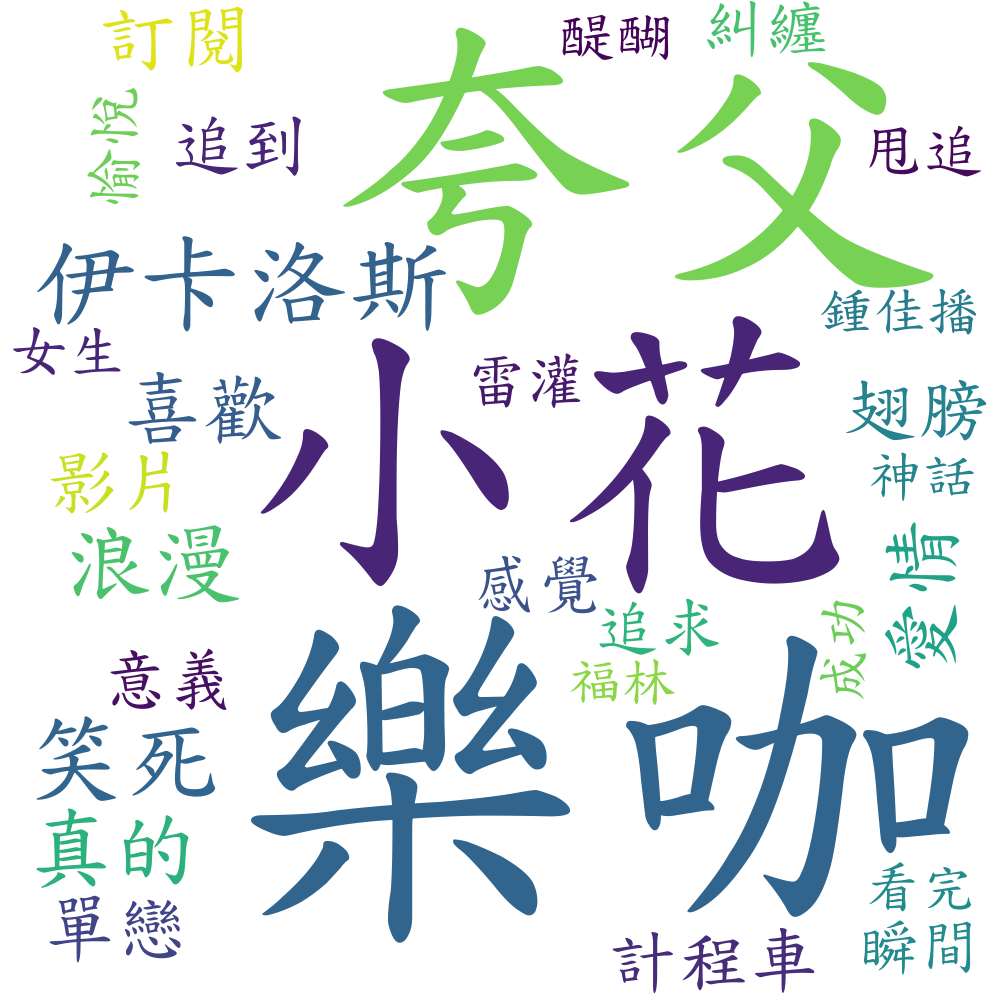 訂閱
醍醐
糾纏
夸父
愉悅
追到
甩追
伊卡洛斯
鍾佳播
女生
喜歡
雷灌
小花
翅膀
影片
神話
浪漫
愛情
感覺
追求
成功
意義
福林
樂咖
笑死
真的
看完
單戀
計程車
瞬間